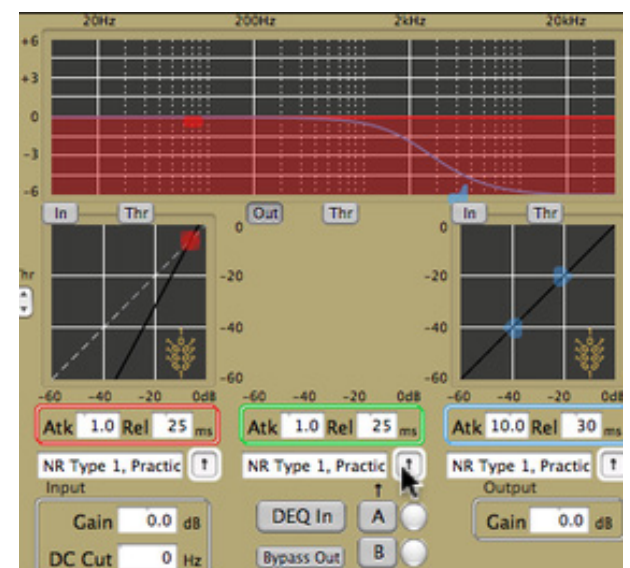 20Hz 200Hz 2kHz 20kHz
+6
+3
0
-3
-6
In Thr Out Thr In Thr
0 0
-20 -20
-40 -40
-60 -60
-60 -40 -20 0dB -60 -40 -20 0dB -60 -40 -20 0dB
Atk 1.0 Rel 25 ms Atk 1.0 Rel 25 ms Atk 10.0 Rel 30 ms
NR Type 1, Practic ↑ NR Type 1, Practic ↑ NR Type 1, Practic ↑
Input ↑ Output
Gain 0.0 dB DEQ In A Gain 0.0 dB
DC Cut 0 Hz Bypass Out B